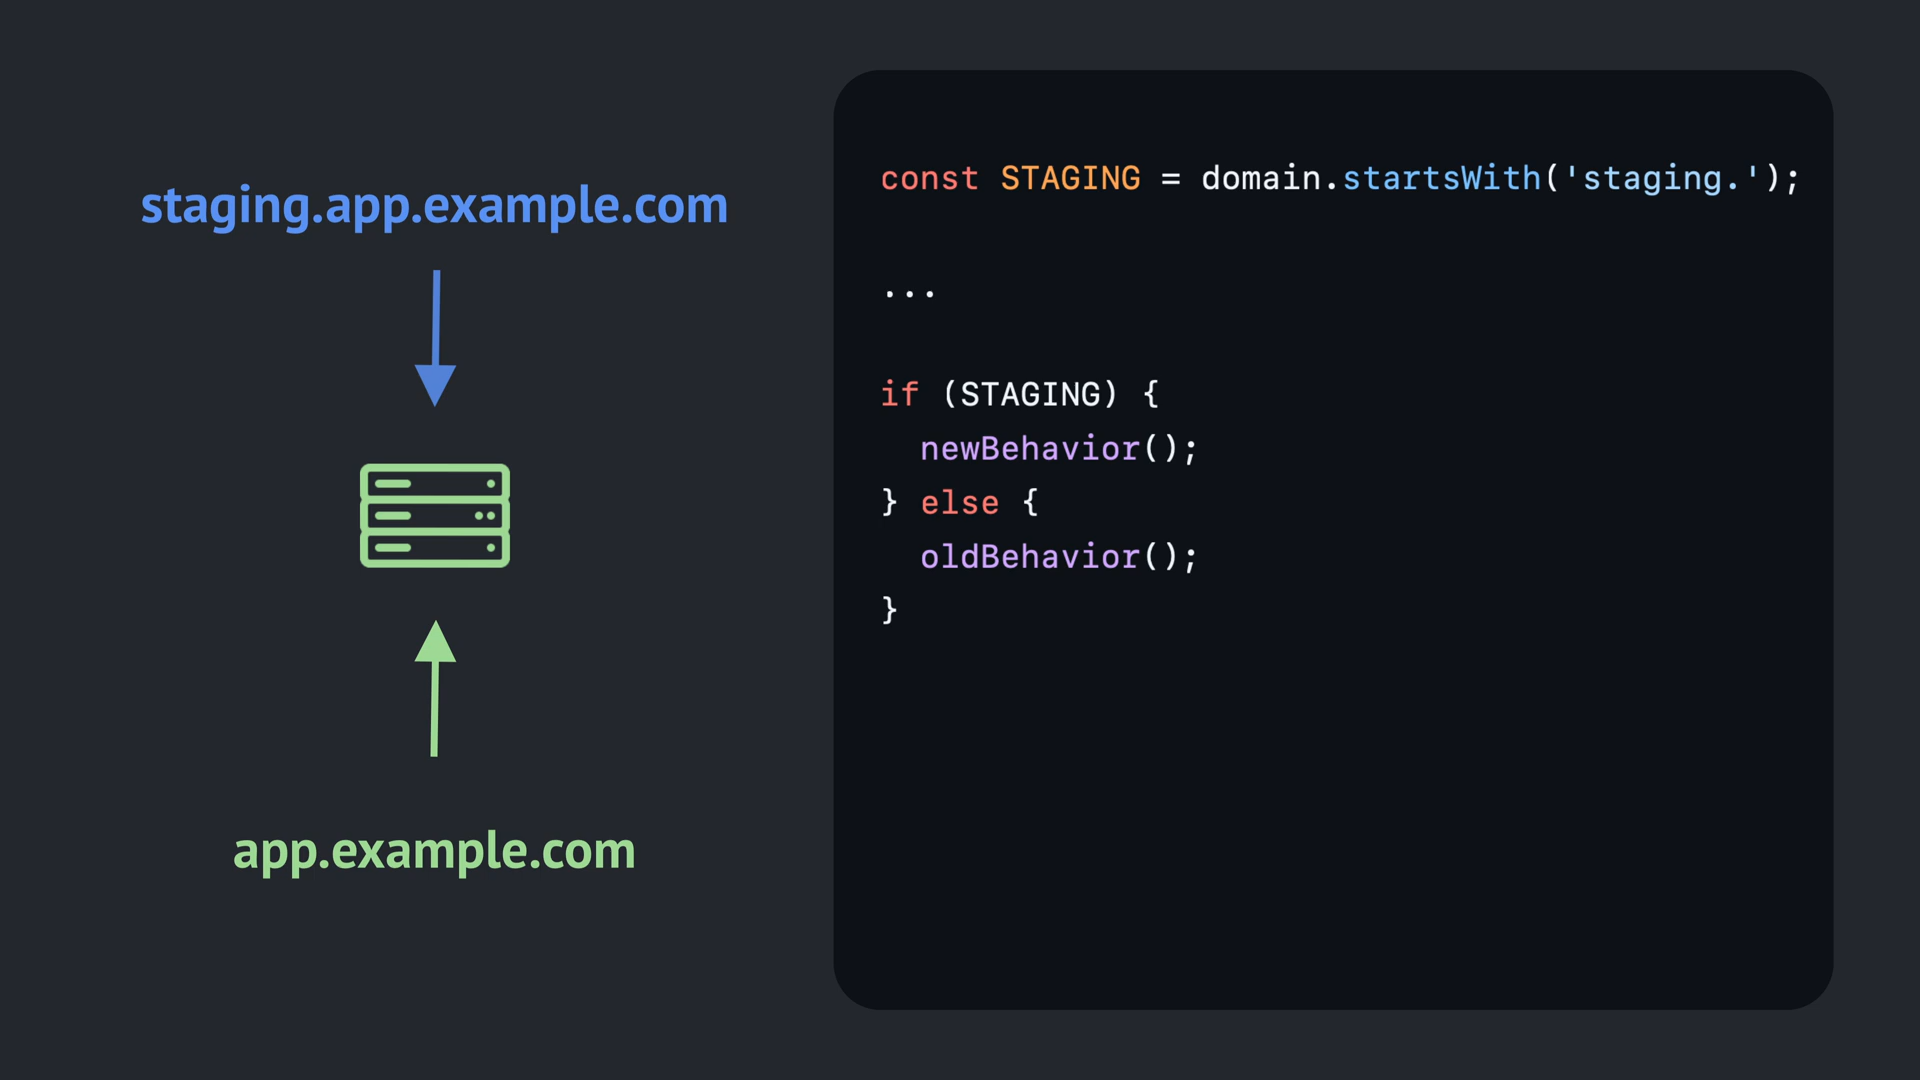 staging.app.example.com
app.example.com
const STAGING = domain.startsWith('staging.');
...
if (STAGING) {
  newBehavior();
} else {
  oldBehavior();
}